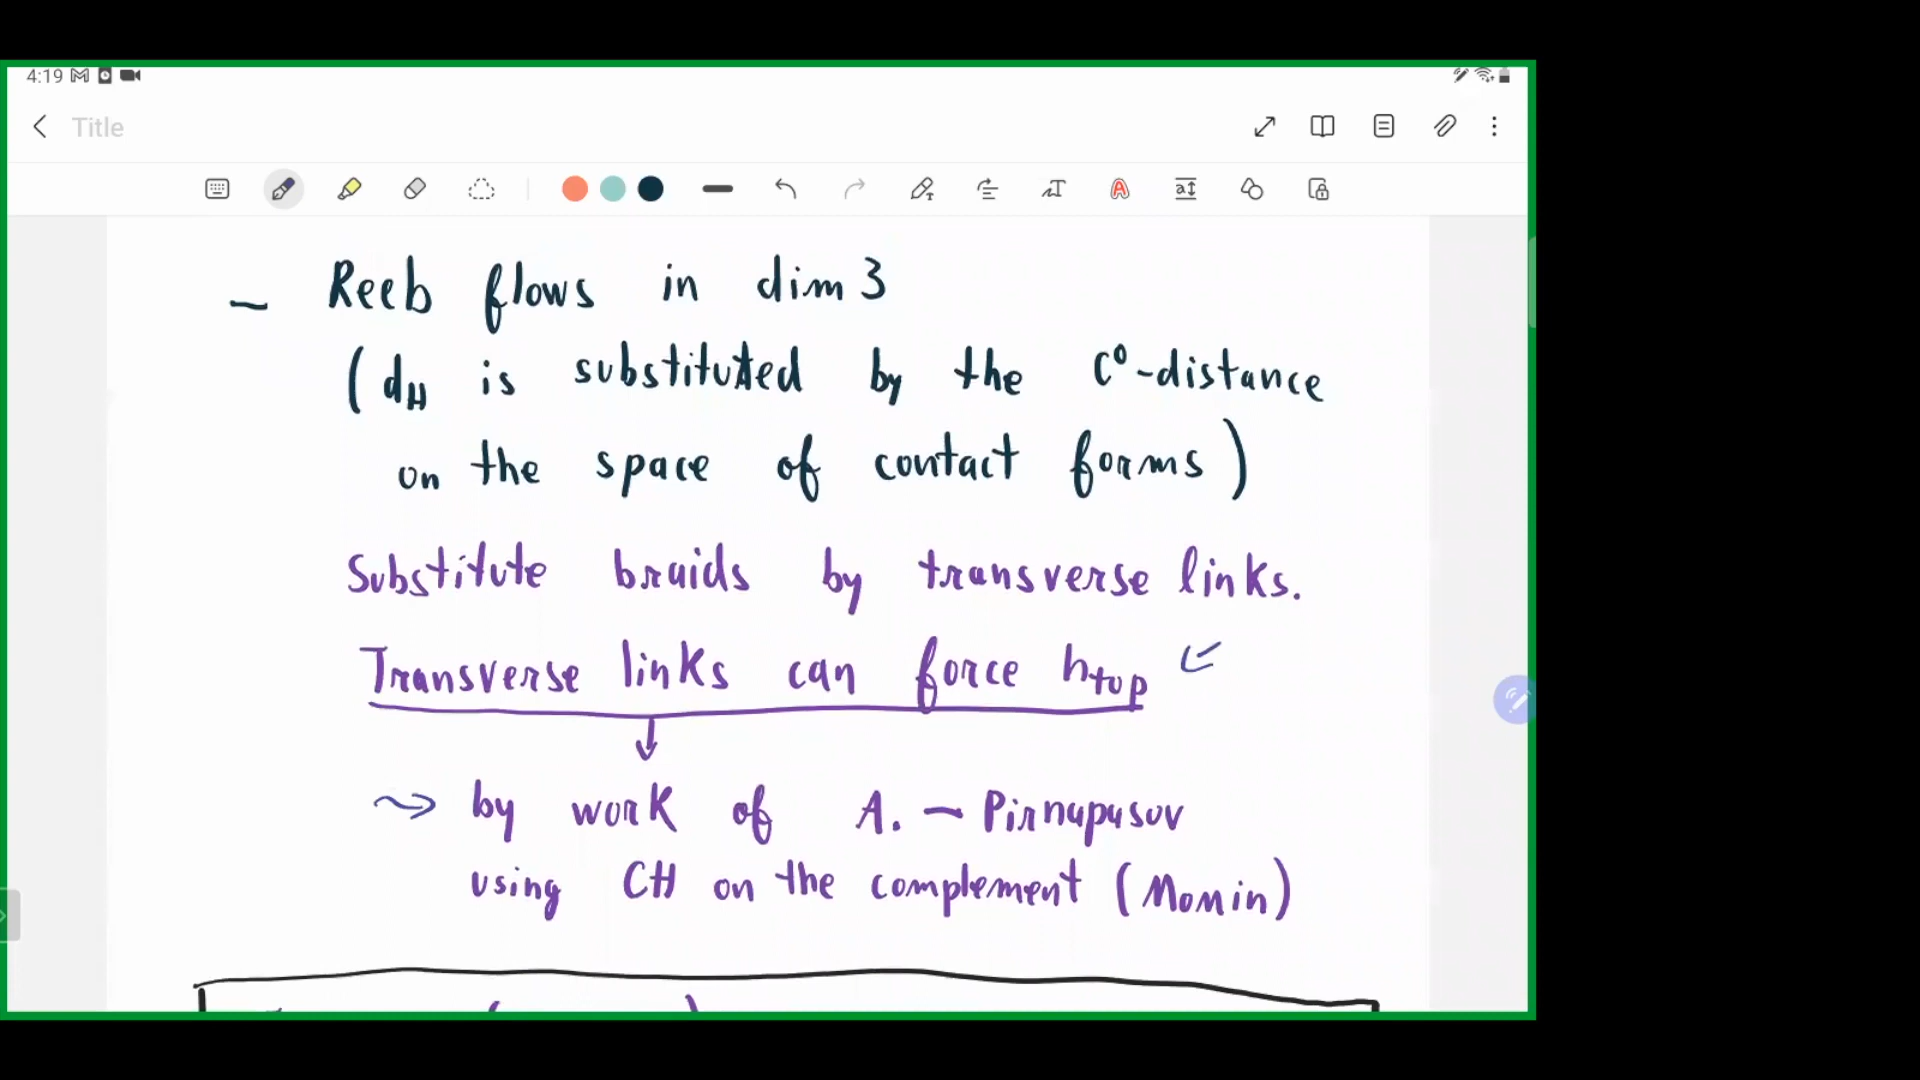 4:19
Title
– Reeb flows in dim 3
(dH is substituted by the C⁰-distance
on the space of contact forms)
Substitute braids by transverse links.
Transverse links can force htop
by work of A. – Pirnapasov
using CH on the complement (Momin)